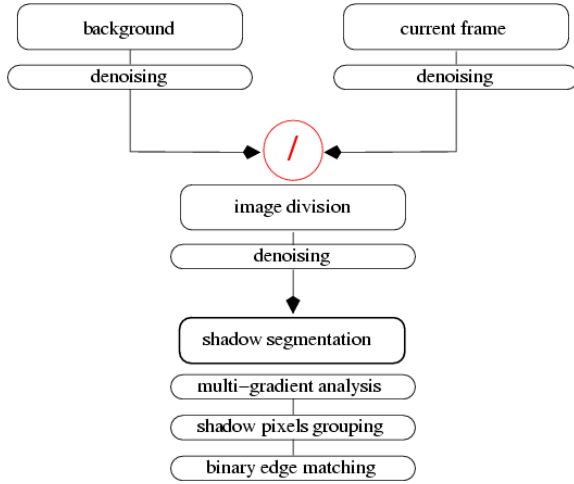 background
current frame
denoising
denoising
/
image division
denoising
shadow segmentation
multi-gradient analysis
shadow pixels grouping
binary edge matching